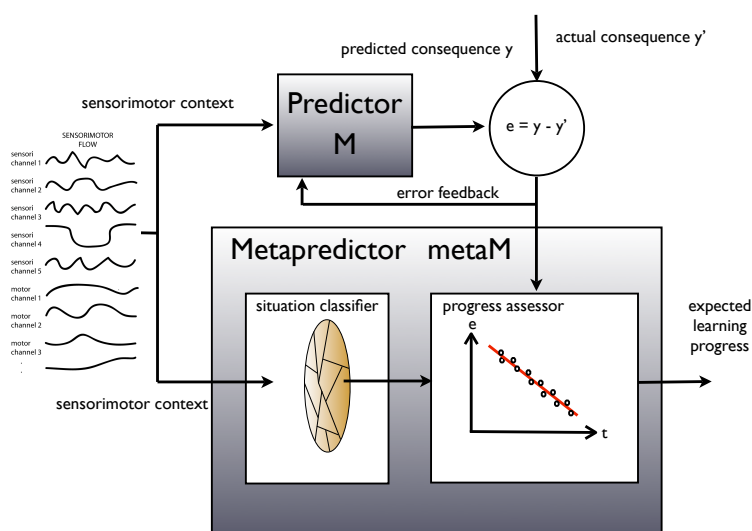 actual consequence y’
predicted consequence y
sensorimotor context
Predictor
M
e = y - y’
SENSORIMOTOR
FLOW
sensori
channel 1
sensori
channel 2
sensori
channel 3
sensori
channel 4
sensori
channel 5
motor
channel 1
motor
channel 2
motor
channel 3
:
error feedback
Metapredictor metaM
situation classifier
progress assessor
e
t
expected
learning
progress
sensorimotor context